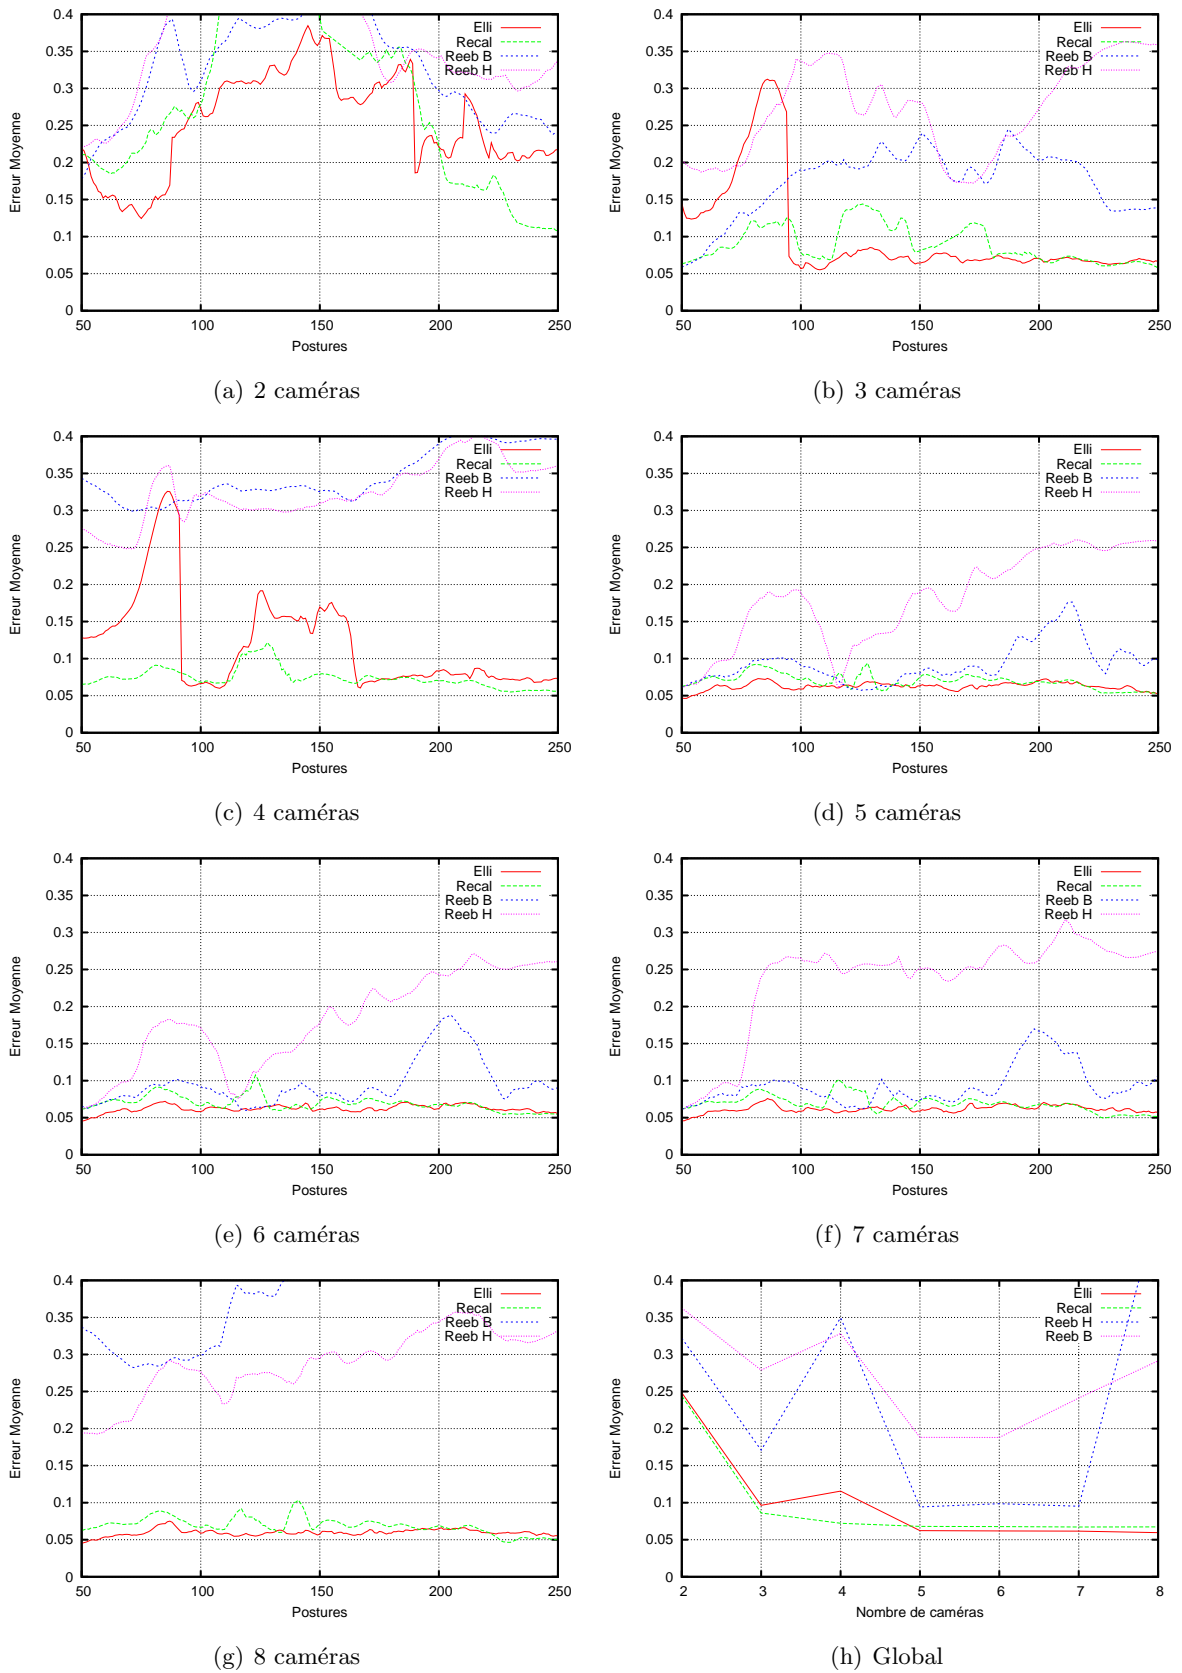 0.4
0.35
0.3
0.25
0.2
0.15
0.1
0.05
0
50
100
150
200
250
Erreur Moyenne
Postures
Elli
Recal
Reeb B
Reeb H
(a) 2 caméras
0.4
0.35
0.3
0.25
0.2
0.15
0.1
0.05
0
50
100
150
200
250
Erreur Moyenne
Postures
Elli
Recal
Reeb B
Reeb H
(b) 3 caméras
0.4
0.35
0.3
0.25
0.2
0.15
0.1
0.05
0
50
100
150
200
250
Erreur Moyenne
Postures
Elli
Recal
Reeb B
Reeb H
(c) 4 caméras
0.4
0.35
0.3
0.25
0.2
0.15
0.1
0.05
0
50
100
150
200
250
Erreur Moyenne
Postures
Elli
Recal
Reeb B
Reeb H
(d) 5 caméras
0.4
0.35
0.3
0.25
0.2
0.15
0.1
0.05
0
50
100
150
200
250
Erreur Moyenne
Postures
Elli
Recal
Reeb B
Reeb H
(e) 6 caméras
0.4
0.35
0.3
0.25
0.2
0.15
0.1
0.05
0
50
100
150
200
250
Erreur Moyenne
Postures
Elli
Recal
Reeb B
Reeb H
(f) 7 caméras
0.4
0.35
0.3
0.25
0.2
0.15
0.1
0.05
0
50
100
150
200
250
Erreur Moyenne
Postures
Elli
Recal
Reeb B
Reeb H
(g) 8 caméras
0.4
0.35
0.3
0.25
0.2
0.15
0.1
0.05
0
2
3
4
5
6
7
8
Erreur Moyenne
Nombre de caméras
Elli
Recal
Reeb H
Reeb B
(h) Global